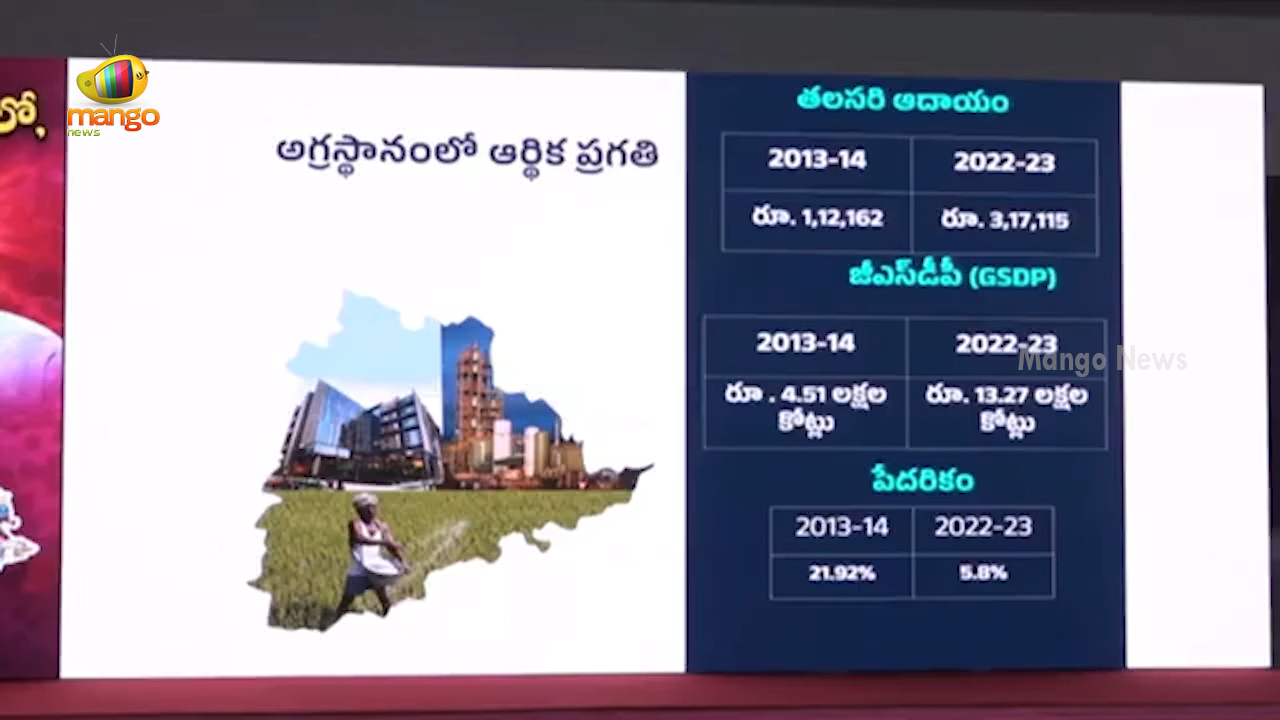 లో,
mango
news
అగ్రస్థానంలో ఆర్థిక ప్రగతి
తలసరి ఆదాయం
2013-14 2022-23
రూ. 1,12,162 రూ. 3,17,115
జీఎస్‌డీపీ (GSDP)
2013-14 2022-23
Mango News
రూ . 4.51 లక్షల కోట్లు రూ. 13.27 లక్షల కోట్లు
పేదరికం
2013-14 2022-23
21.92% 5.8%